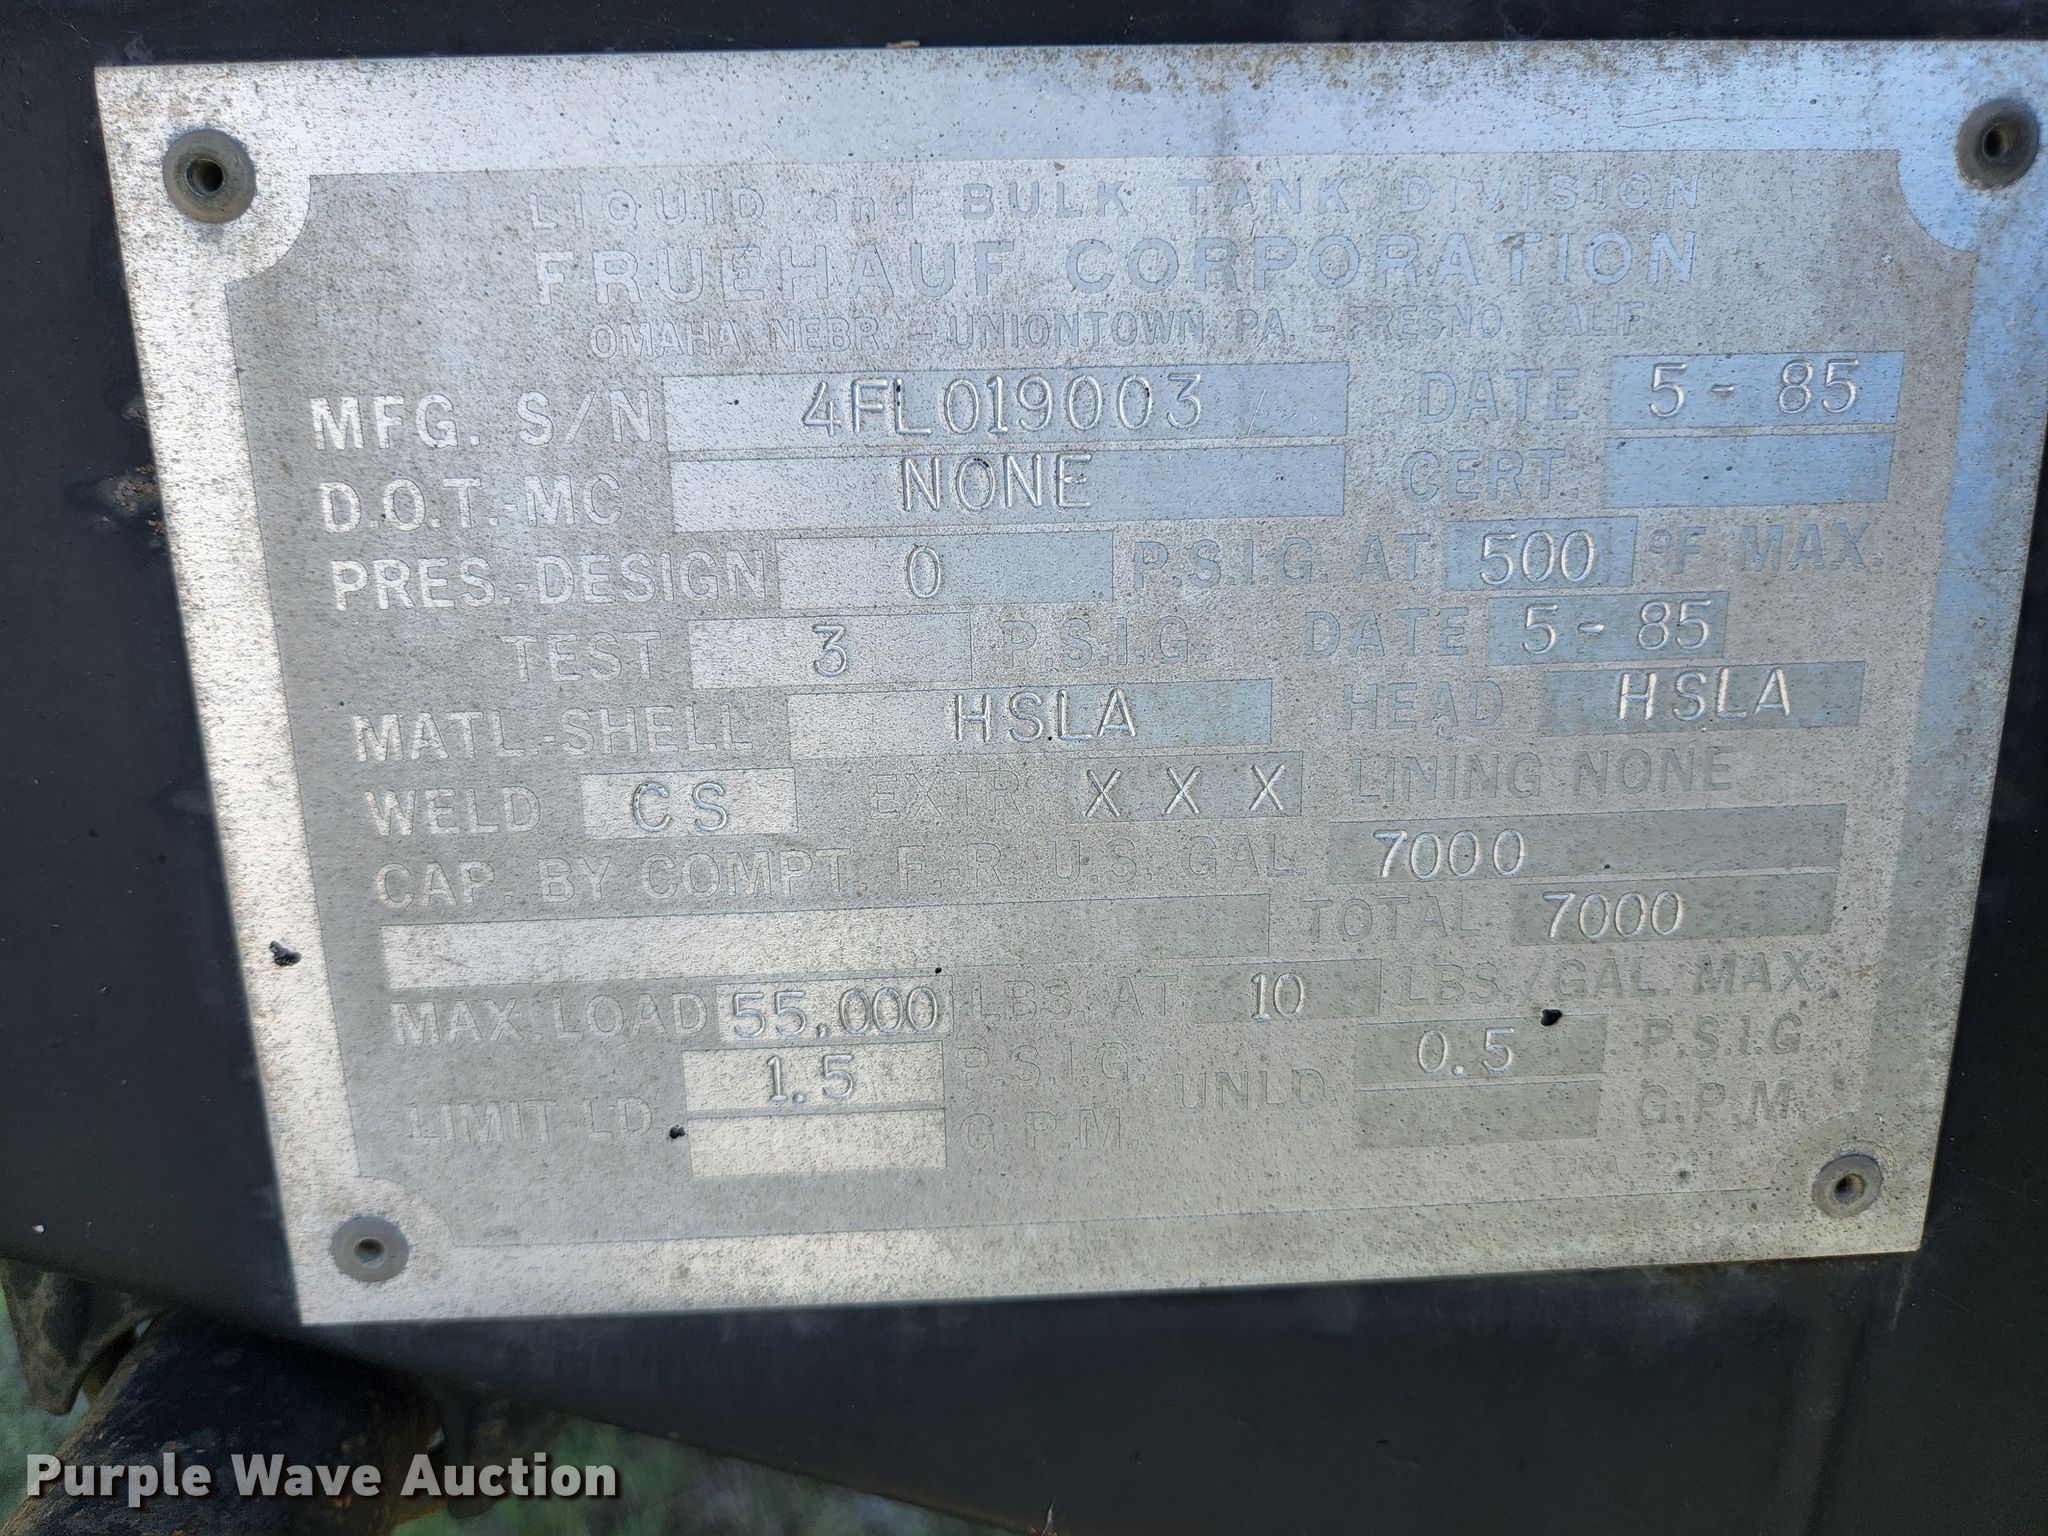 LIQUID and BULK TANK DIVISION
FRUEHAUF CORPORATION
OMAHA, NEBR. - UNIONTOWN, PA. - FRESNO, CALIF.
MFG. S/N 4FL019003 DATE 5-85
D.O.T.-MC NONE CERT.
PRES.-DESIGN 0 P.S.I.G. AT 500 ºF MAX.
TEST 3 P.S.I.G. DATE 5-85
MATL.-SHELL HSLA HEAD HSLA
WELD CS EXTR. X X X LINING NONE
CAP. BY COMPT. F.-R. U.S. GAL. 7000
TOTAL 7000
MAX. LOAD 55,000 LBS. AT 10 LBS./GAL. MAX.
LIMIT-LD. 1.5 P.S.I.G. UNLD. 0.5 P.S.I.G.
G.P.M. G.P.M.
Purple Wave Auction